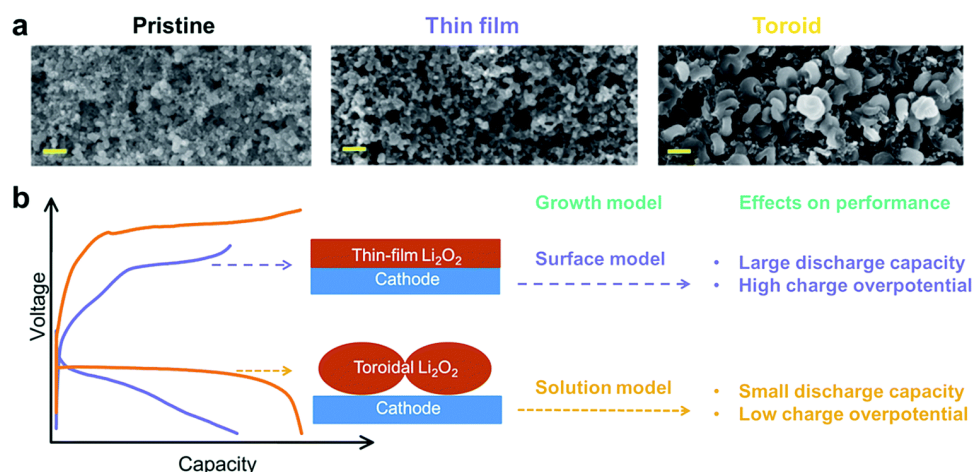 a
Pristine
Thin film
Toroid
b
Voltage
Capacity
Thin-film Li₂O₂
Cathode
Toroidal Li₂O₂
Cathode
Growth model
Surface model
Solution model
Effects on performance
• Large discharge capacity
• High charge overpotential
• Small discharge capacity
• Low charge overpotential